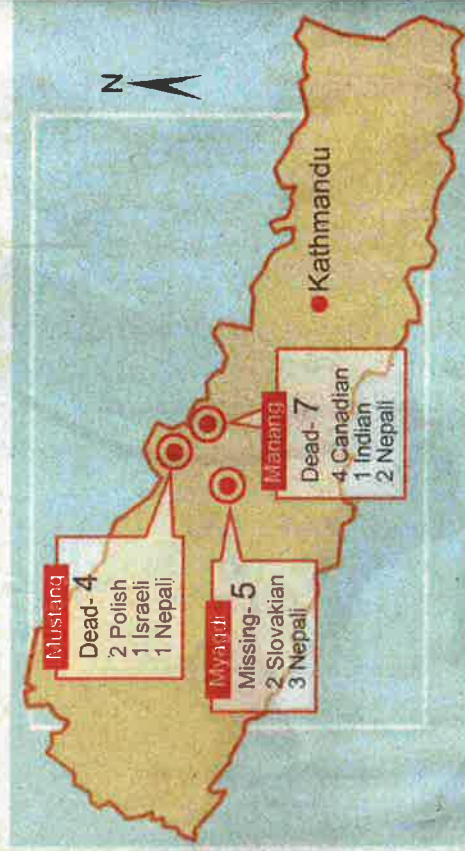 N
Mustang
Dead- 4
2 Polish
1 Israeli
1 Nepali
Myagdi
Missing- 5
2 Slovakian
3 Nepali
Manang
Dead- 7
4 Canadian
1 Indian
2 Nepali
Kathmandu